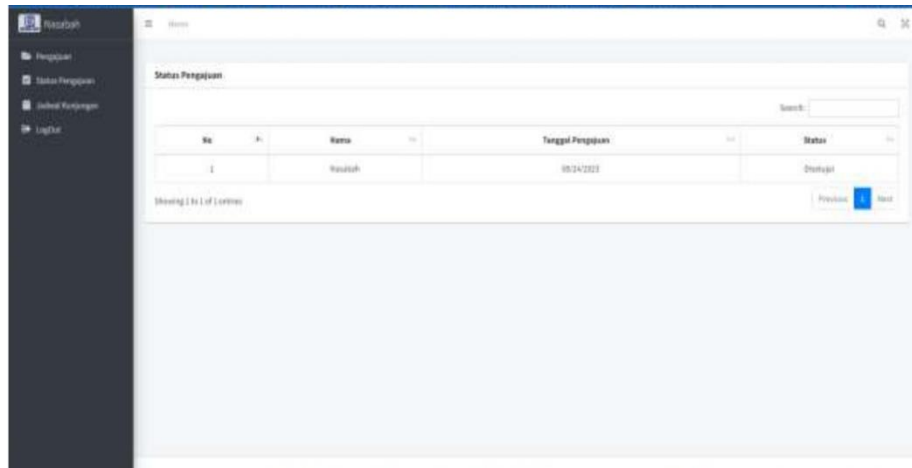 Nasabah
Home
Pengajuan
Status Pengajuan
Jadwal Kunjungan
LogOut
Status Pengajuan
Search:
No Nama Tanggal Pengajuan Status
1 Nasabah Disetujui
Showing 1 to 1 of 1 entries
Previous 1 Next